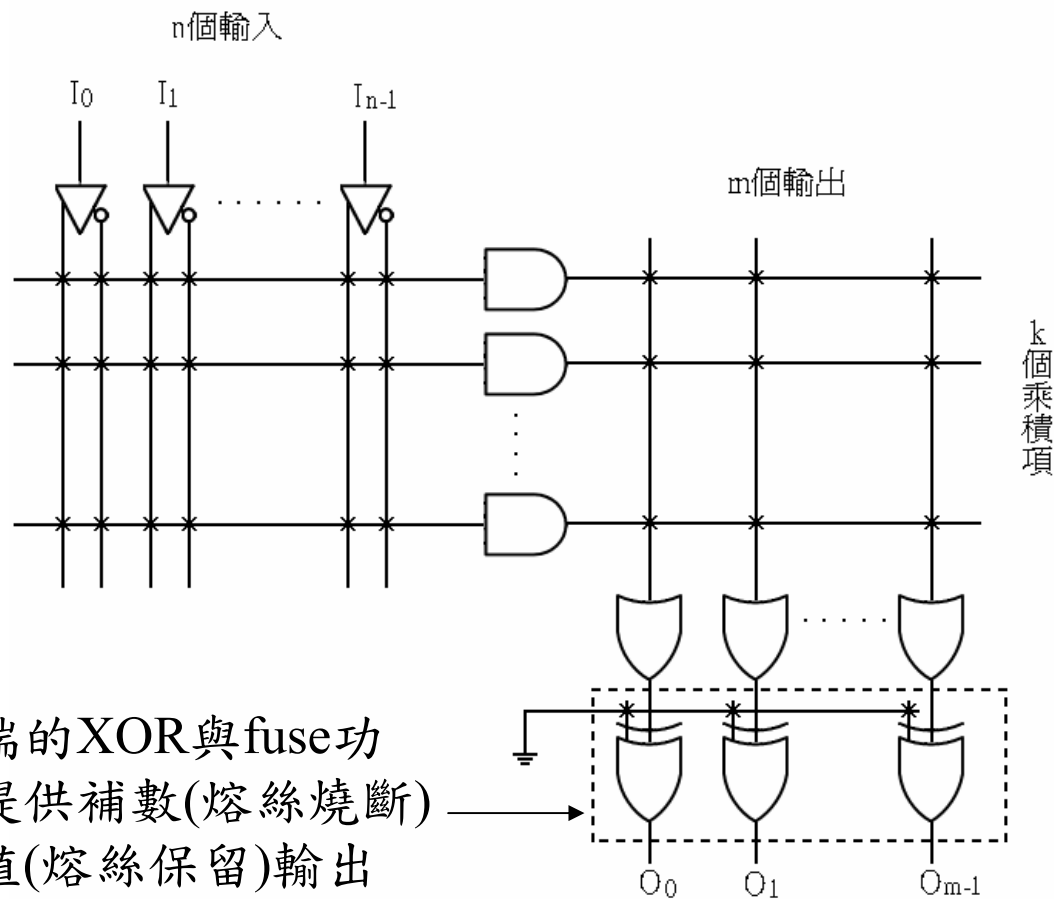 n個輸入
I0 I1 In-1
m個輸出
k個乘積項
端的XOR與fuse功
提供補數(熔絲燒斷)
值(熔絲保留)輸出
O0 O1 Om-1